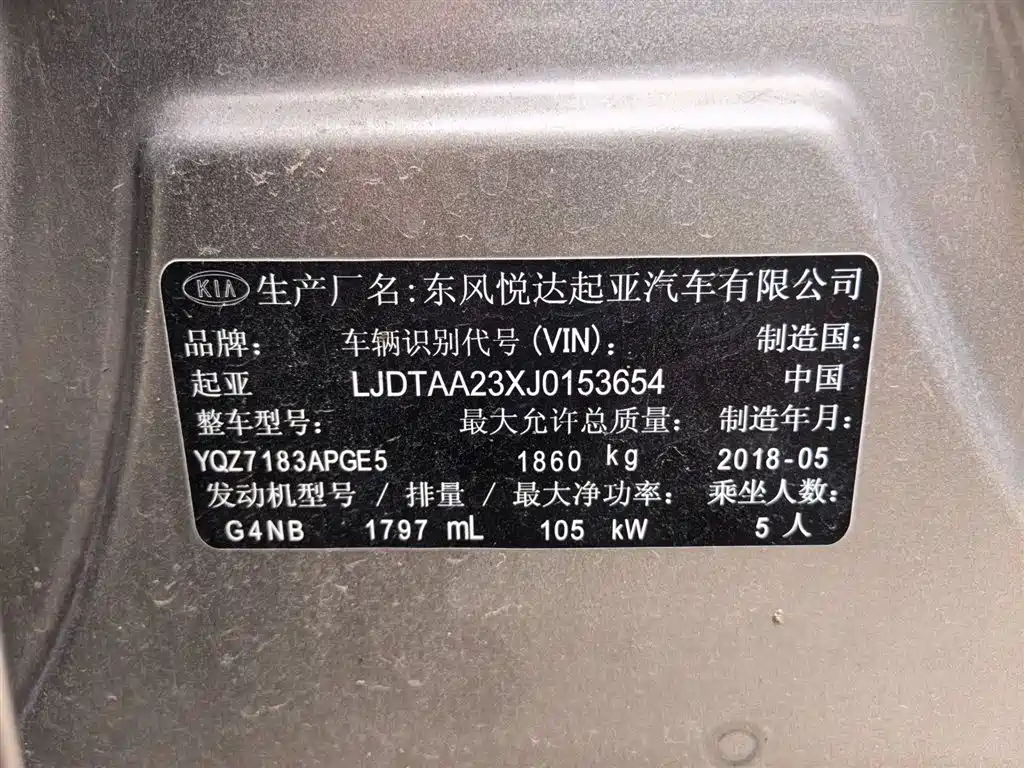 KIA 生产厂名:东风悦达起亚汽车有限公司
品牌: 车辆识别代号(VIN): 制造国:
起亚 LJDTAA23XJ0153654 中国
整车型号: 最大允许总质量: 制造年月:
YQZ7183APGE5 1860 kg 2018-05
发动机型号 / 排量 / 最大净功率: 乘坐人数:
G4NB 1797 mL 105 kW 5 人